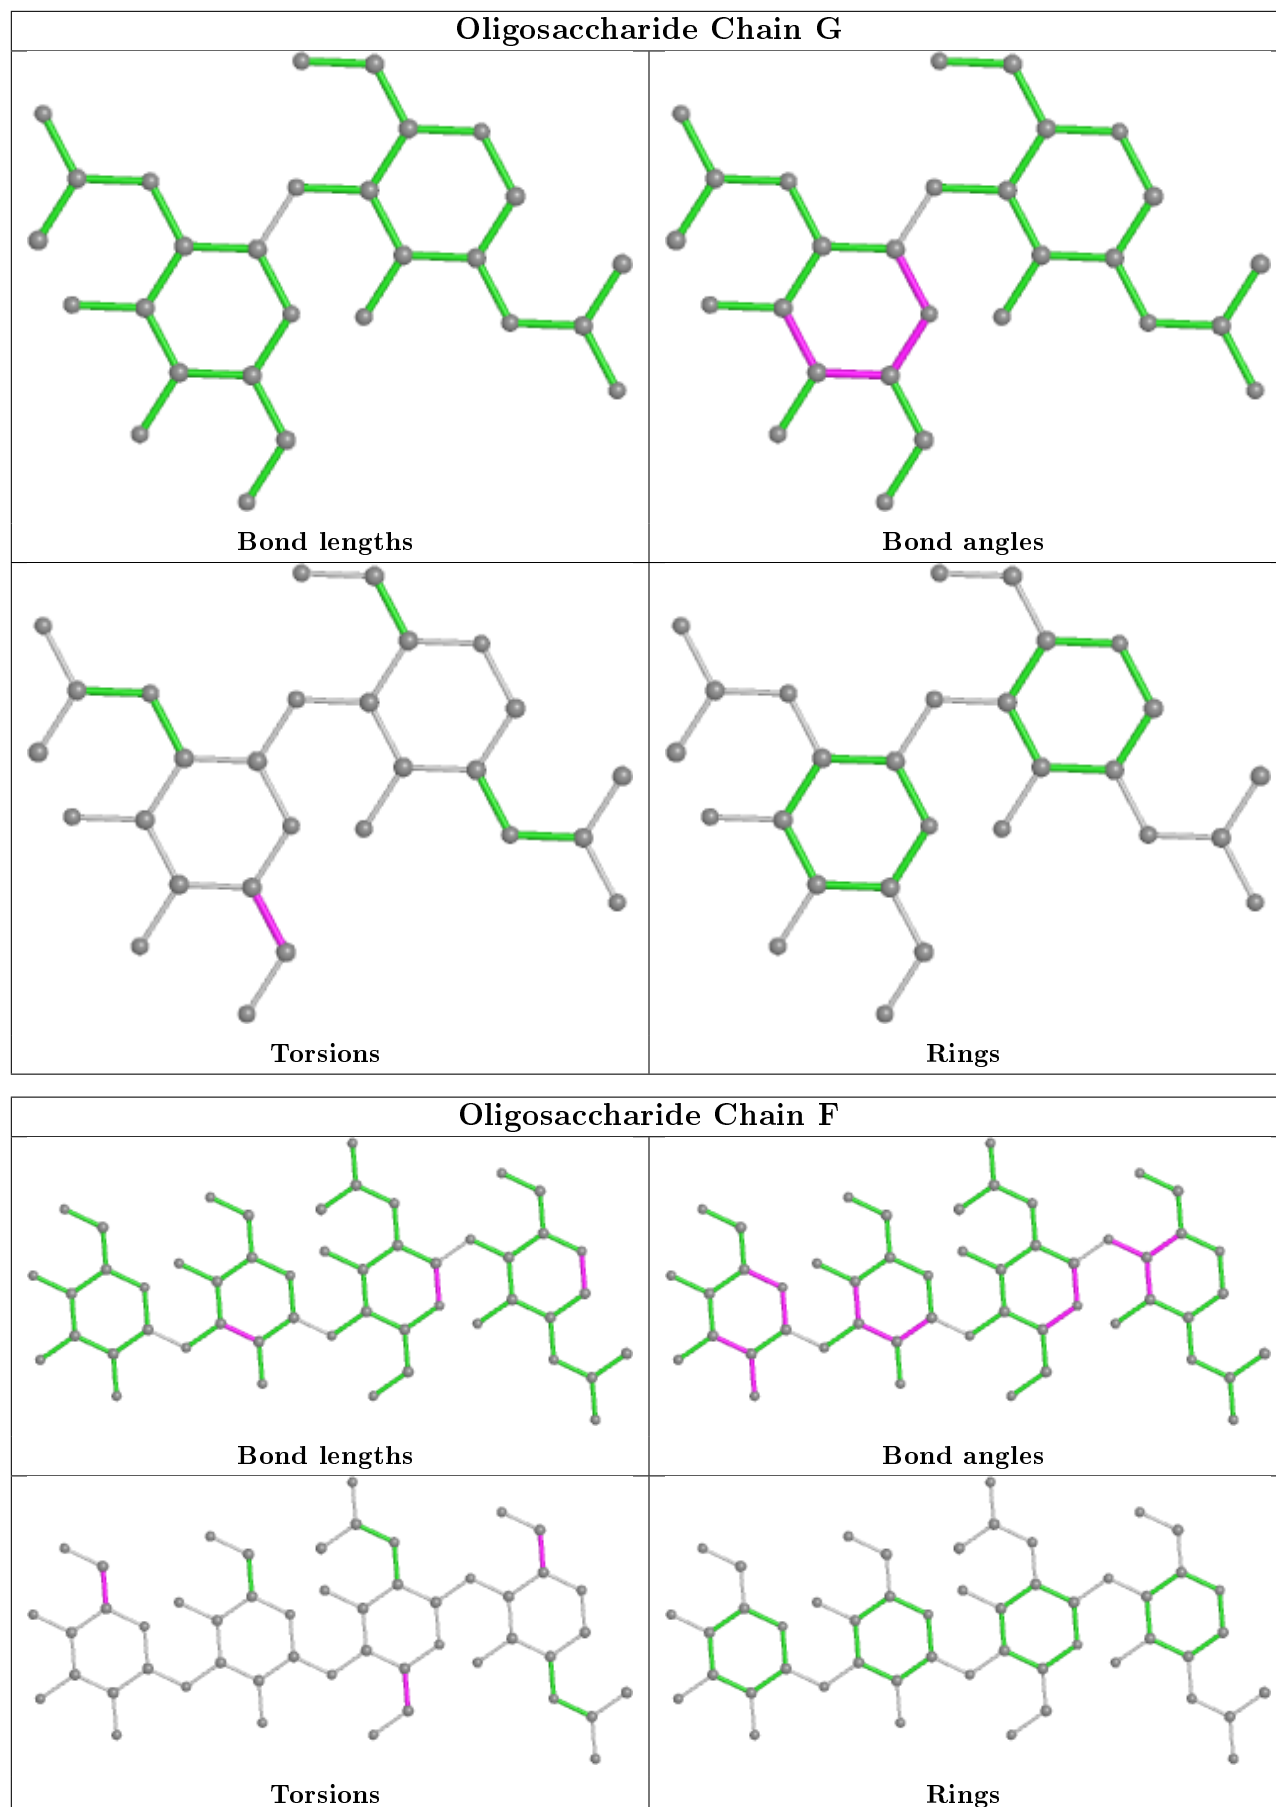 Oligosaccharide Chain G
Bond lengths
Bond angles
Torsions
Rings
Oligosaccharide Chain F
Bond lengths
Bond angles
Torsions
Rings